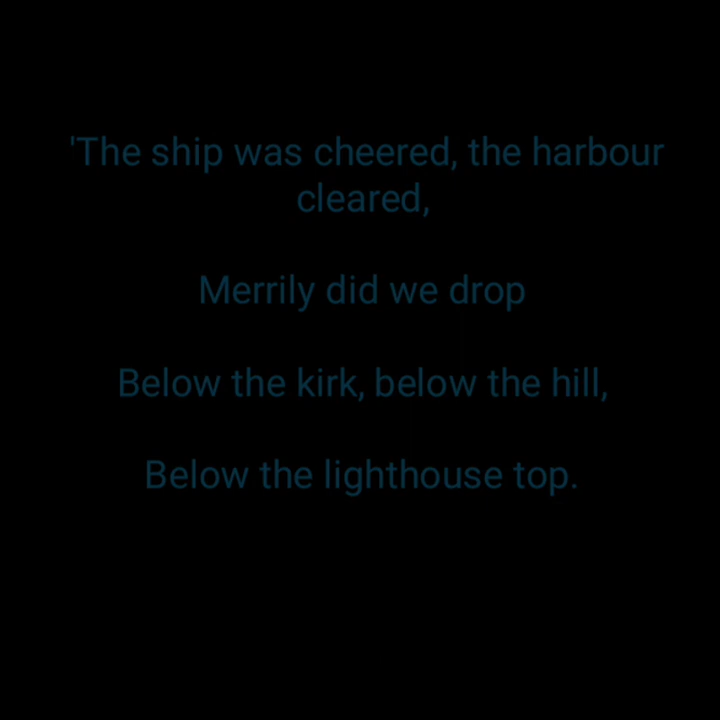 'The ship was cheered, the harbour
cleared,
Merrily did we drop
Below the kirk, below the hill,
Below the lighthouse top.